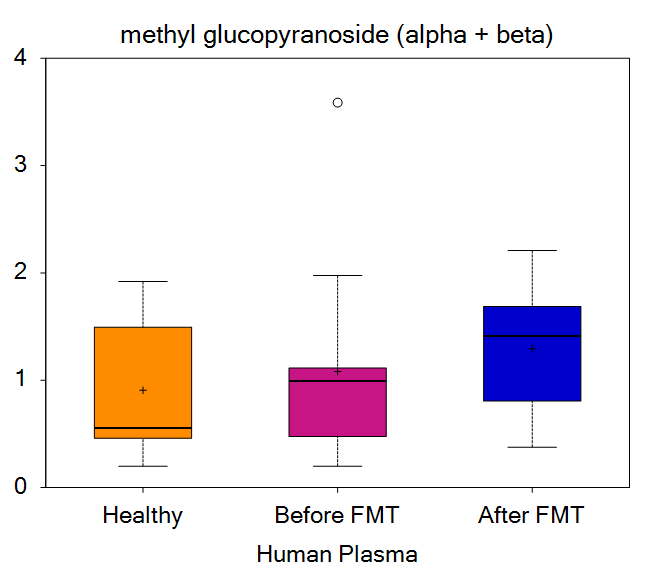 methyl glucopyranoside (alpha + beta)
4
3
2
1
0
Healthy Before FMT After FMT
Human Plasma